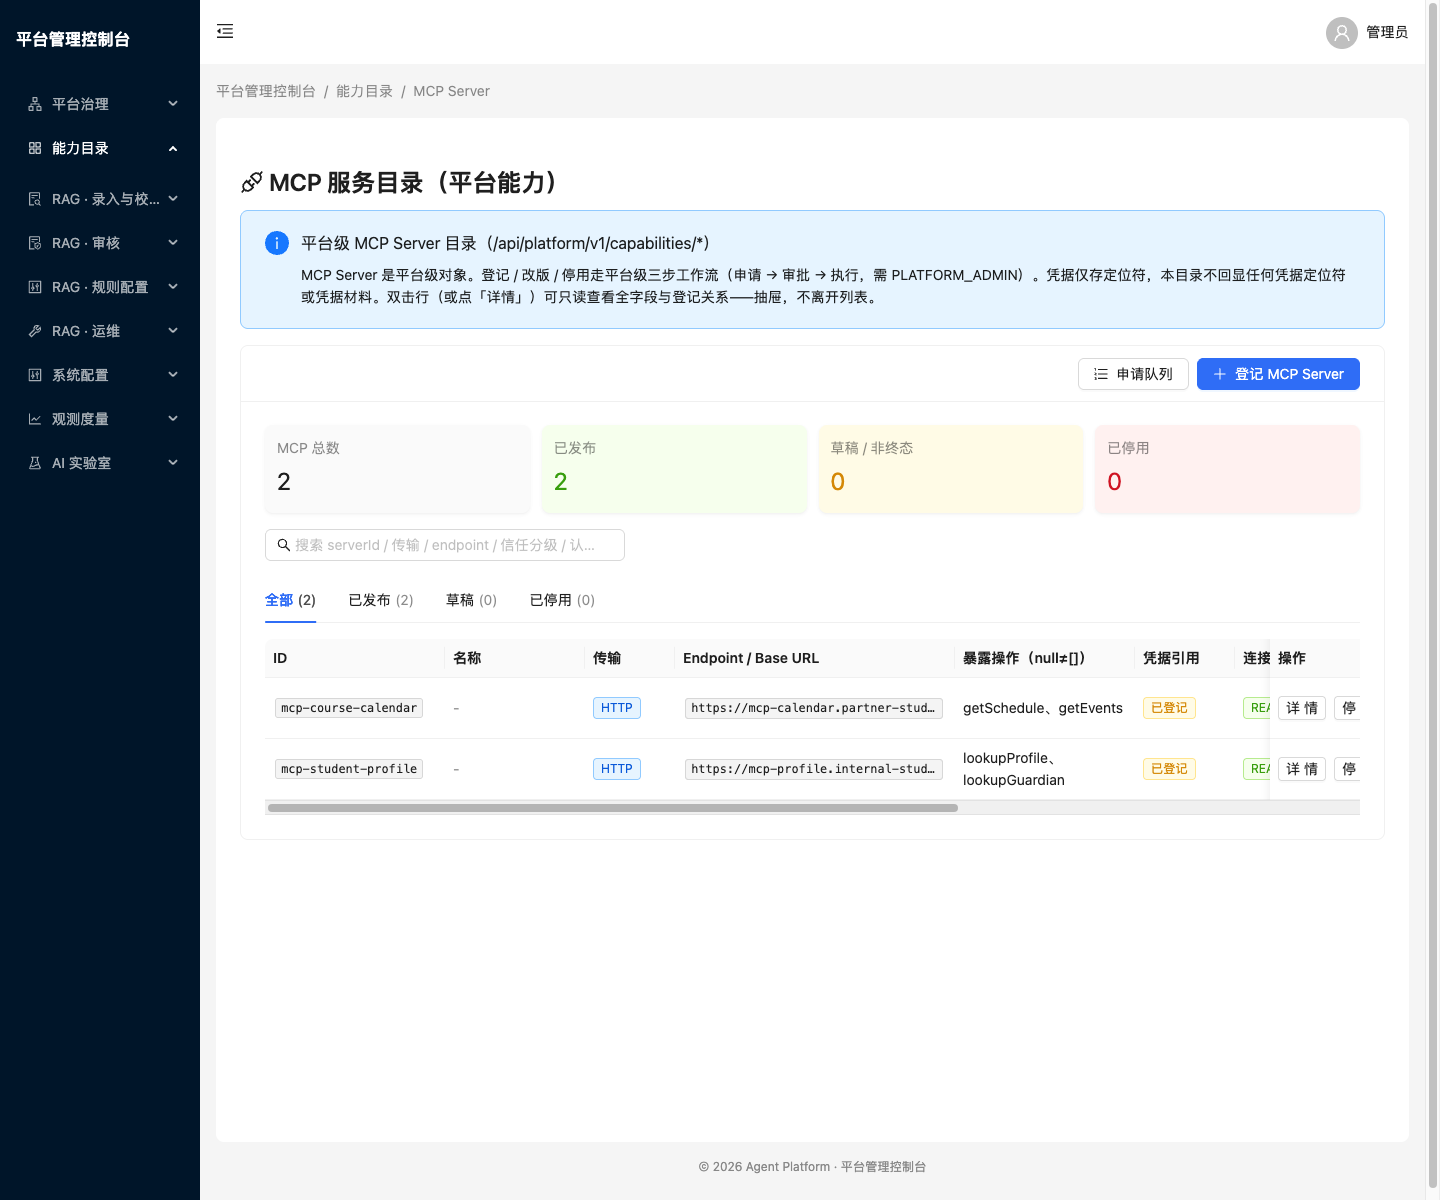 平台管理控制台
管理员
平台治理
能力目录
RAG · 录入与校...
RAG · 审核
RAG · 规则配置
RAG · 运维
系统配置
观测度量
AI 实验室
平台管理控制台 / 能力目录 / MCP Server
MCP 服务目录（平台能力）
平台级 MCP Server 目录（/api/platform/v1/capabilities/*）
MCP Server 是平台级对象。登记 / 改版 / 停用走平台级三步工作流（申请 → 审批 → 执行，需 PLATFORM_ADMIN）。凭据仅存定位符，本目录不回显任何凭据定位符
或凭据材料。双击行（或点「详情」）可只读查看全字段与登记关系——抽屉，不离开列表。
申请队列
登记 MCP Server
MCP 总数
2
已发布
2
草稿 / 非终态
0
已停用
0
搜索 serverId / 传输 / endpoint / 信任分级 / 认...
全部 (2) 已发布 (2) 草稿 (0) 已停用 (0)
ID 名称 传输 Endpoint / Base URL 暴露操作（null≠[]） 凭据引用 连接 操作
mcp-course-calendar - HTTP https://mcp-calendar.partner-stud… getSchedule、getEvents 已登记 REA 详 情 停
mcp-student-profile - HTTP https://mcp-profile.internal-stud… lookupProfile、 已登记 REA 详 情 停
lookupGuardian
© 2026 Agent Platform · 平台管理控制台